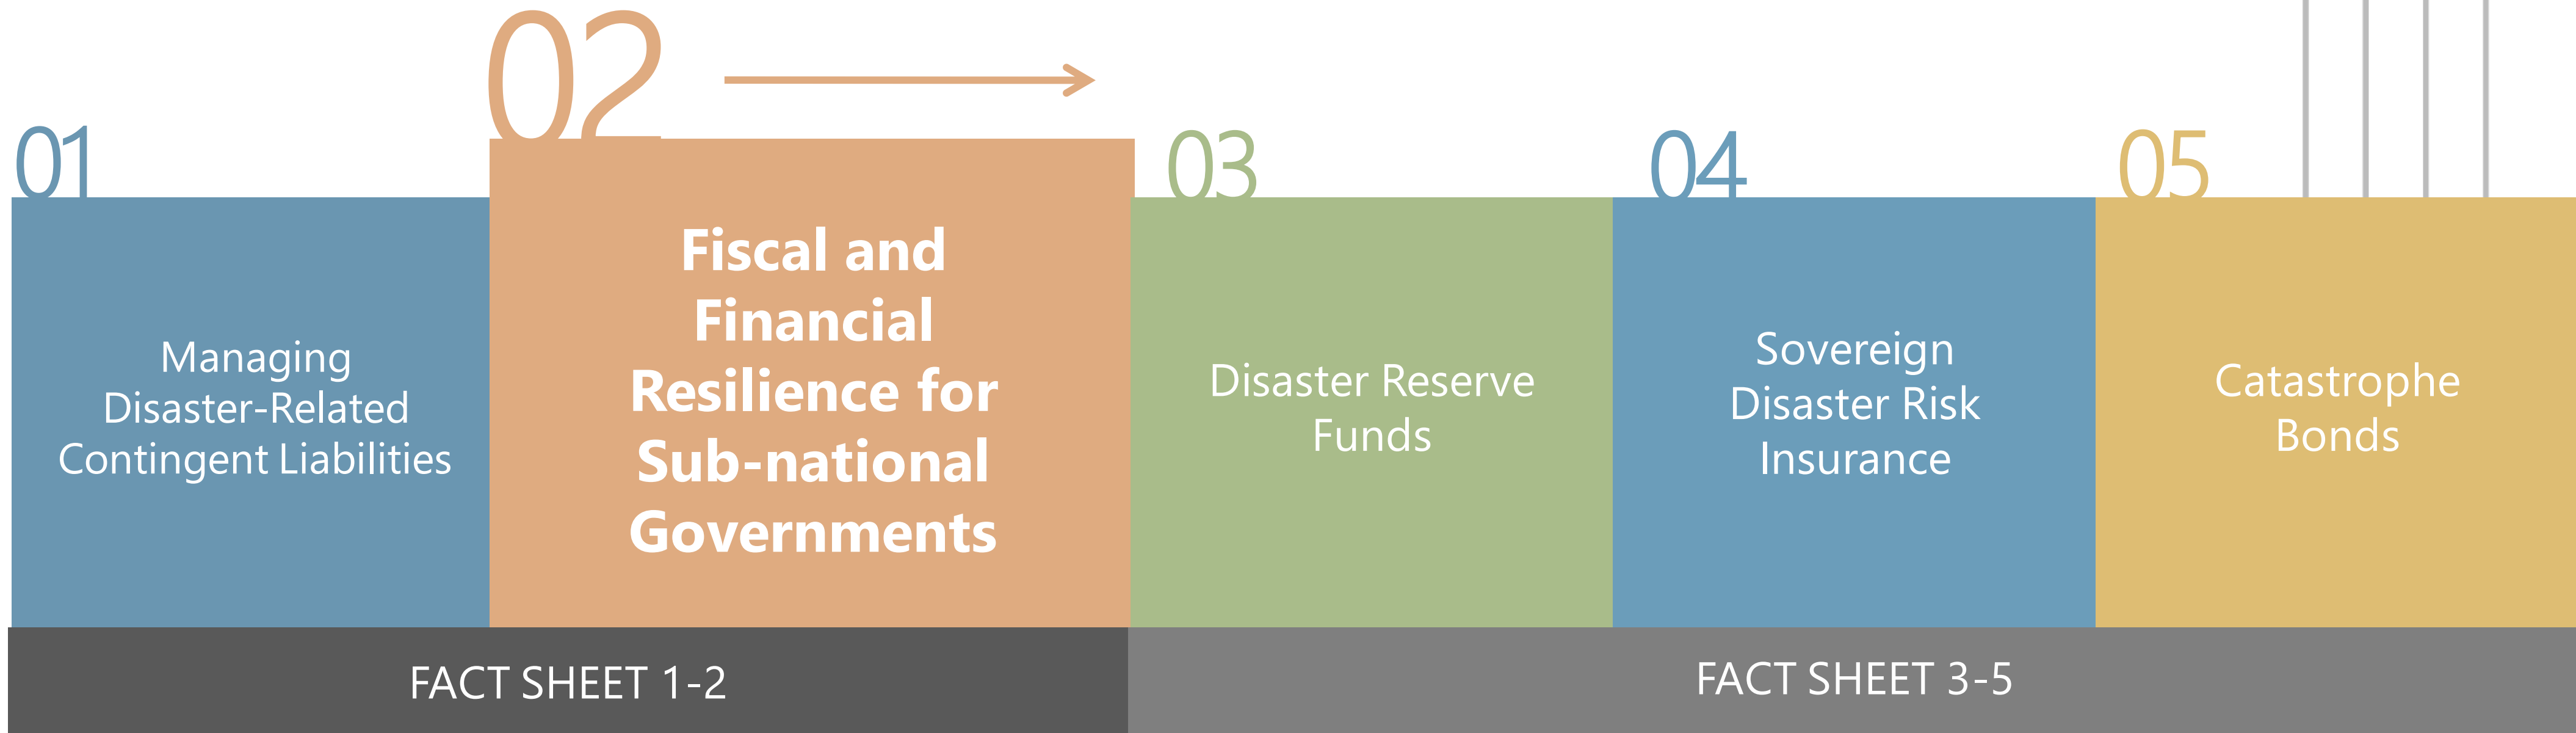 01
Managing
Disaster-Related
Contingent Liabilities
02
Fiscal and
Financial
Resilience for
Sub-national
Governments
03
Disaster Reserve
Funds
04
Sovereign
Disaster Risk
Insurance
05
Catastrophe
Bonds
FACT SHEET 1-2
FACT SHEET 3-5